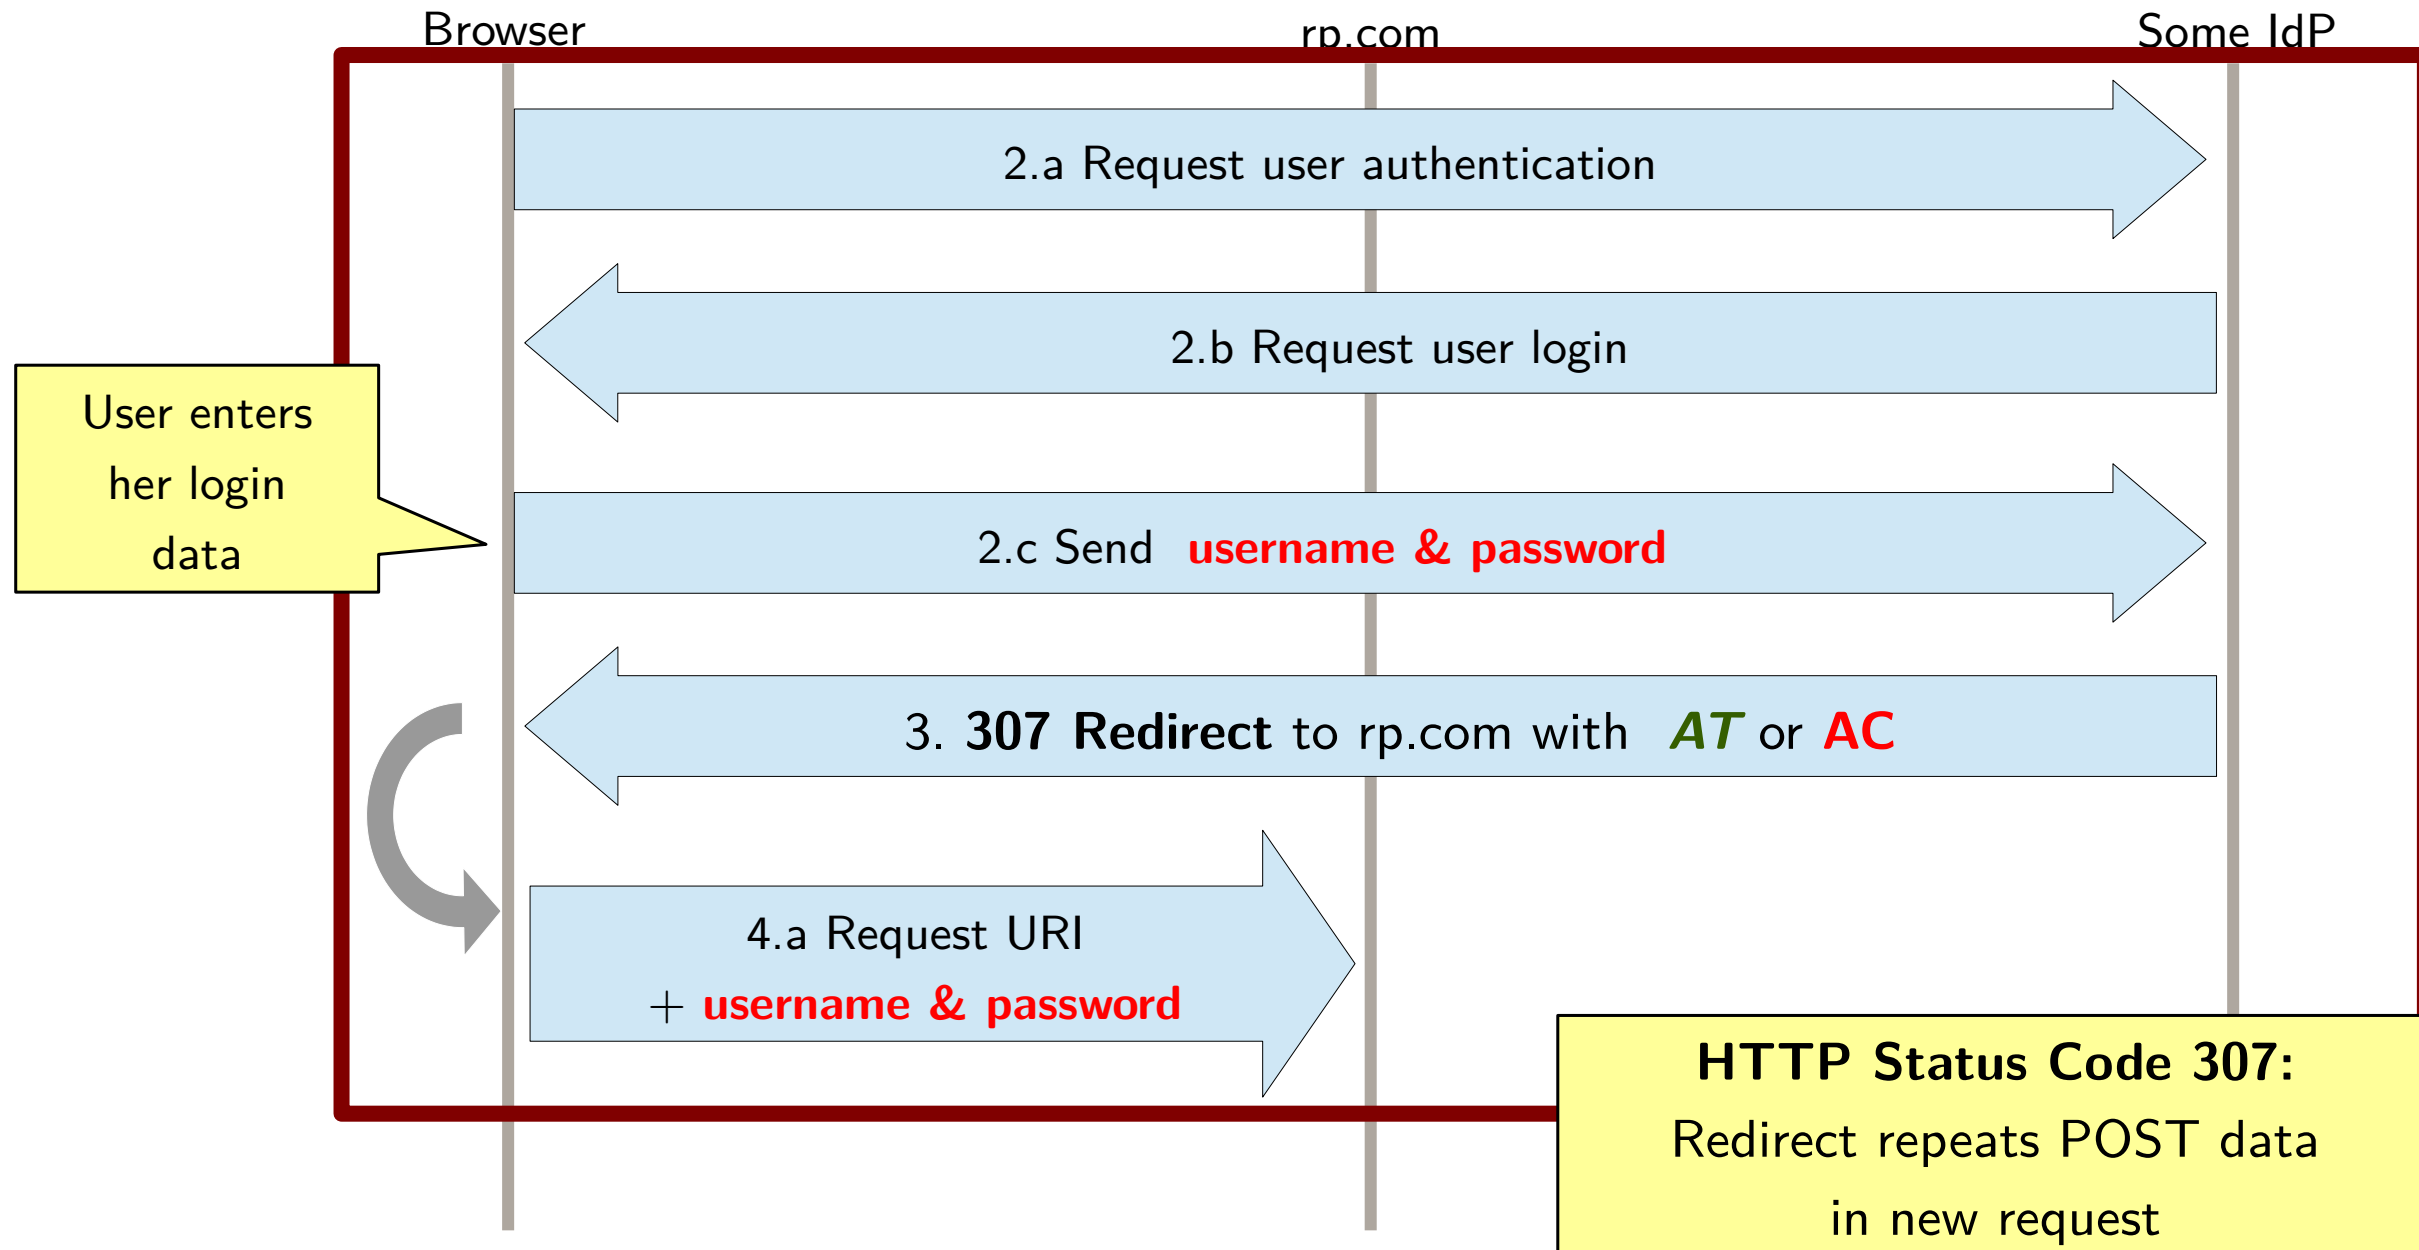 Browser
rp.com
Some IdP
2.a Request user authentication
2.b Request user login
User enters
her login
data
2.c Send username & password
3. 307 Redirect to rp.com with AT or AC
4.a Request URI
+ username & password
HTTP Status Code 307:
Redirect repeats POST data
in new request